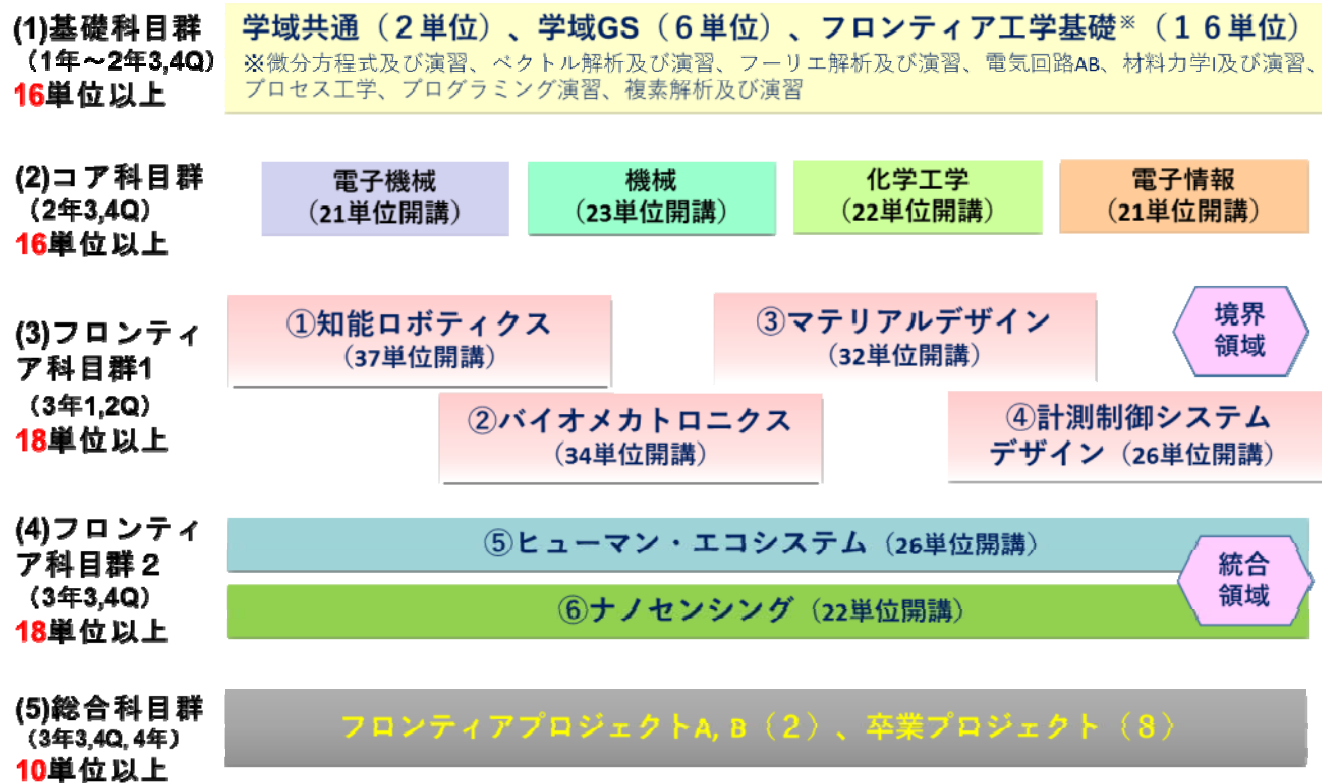 (1)基礎科目群
(1年～2年3,4Q)
16単位以上
学域共通（２単位）、学域GS（６単位）、フロンティア工学基礎※（１６単位）
※微分方程式及び演習、ベクトル解析及び演習、フーリエ解析及び演習、電気回路AB、材料力学I及び演習、
プロセス工学、プログラミング演習、複素解析及び演習
(2)コア科目群
（2年3,4Q）
16単位以上
電子機械
（21単位開講）
機械
（23単位開講）
化学工学
（22単位開講）
電子情報
（21単位開講）
(3)フロンティ
ア科目群1
（3年1,2Q）
18単位以上
①知能ロボティクス
（37単位開講）
③マテリアルデザイン
（32単位開講）
境界
領域
②バイオメカトロニクス
（34単位開講）
④計測制御システム
デザイン（26単位開講）
(4)フロンティ
ア科目群２
（3年3,4Q）
18単位以上
⑤ヒューマン・エコシステム（26単位開講）
⑥ナノセンシング（22単位開講）
統合
領域
(5)総合科目群
（3年3,4Q, 4年）
10単位以上
フロンティアプロジェクトA, B（２）、卒業プロジェクト（８）